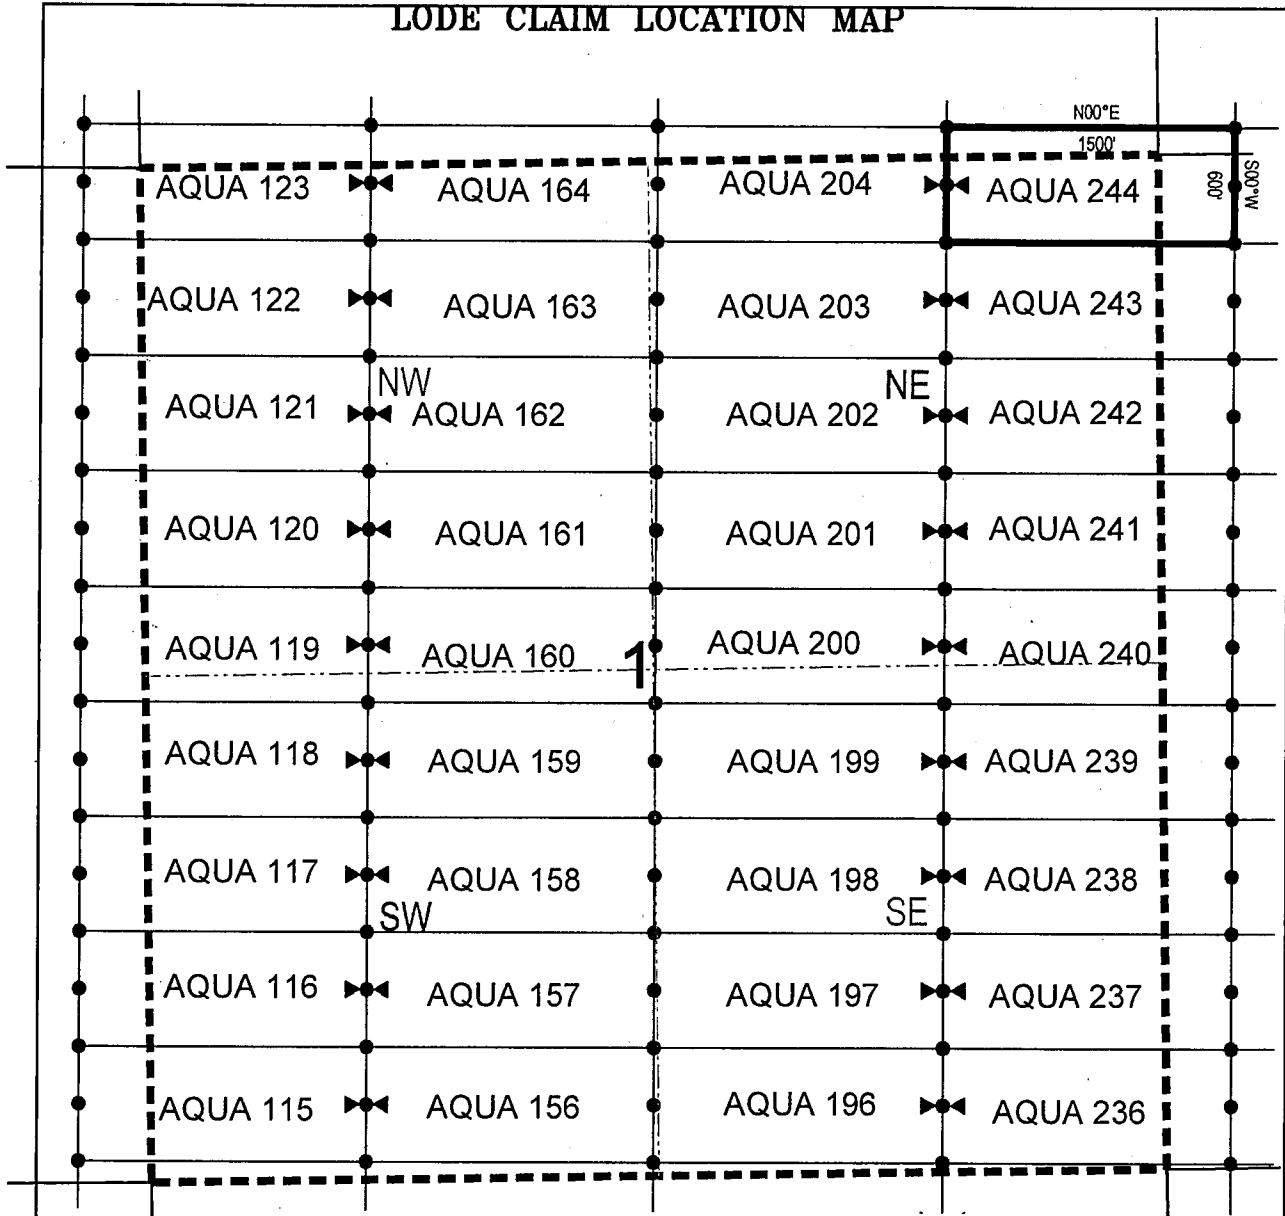 LODE CLAIM LOCATION MAP
N00°E
1500'
S00°W
600'
AQUA 123 AQUA 164 AQUA 204 AQUA 244
AQUA 122 AQUA 163 AQUA 203 AQUA 243
NW NE
AQUA 121 AQUA 162 AQUA 202 AQUA 242
AQUA 120 AQUA 161 AQUA 201 AQUA 241
AQUA 119 AQUA 160 1 AQUA 200 AQUA 240
AQUA 118 AQUA 159 AQUA 199 AQUA 239
AQUA 117 AQUA 158 AQUA 198 AQUA 238
SW SE
AQUA 116 AQUA 157 AQUA 197 AQUA 237
AQUA 115 AQUA 156 AQUA 196 AQUA 236